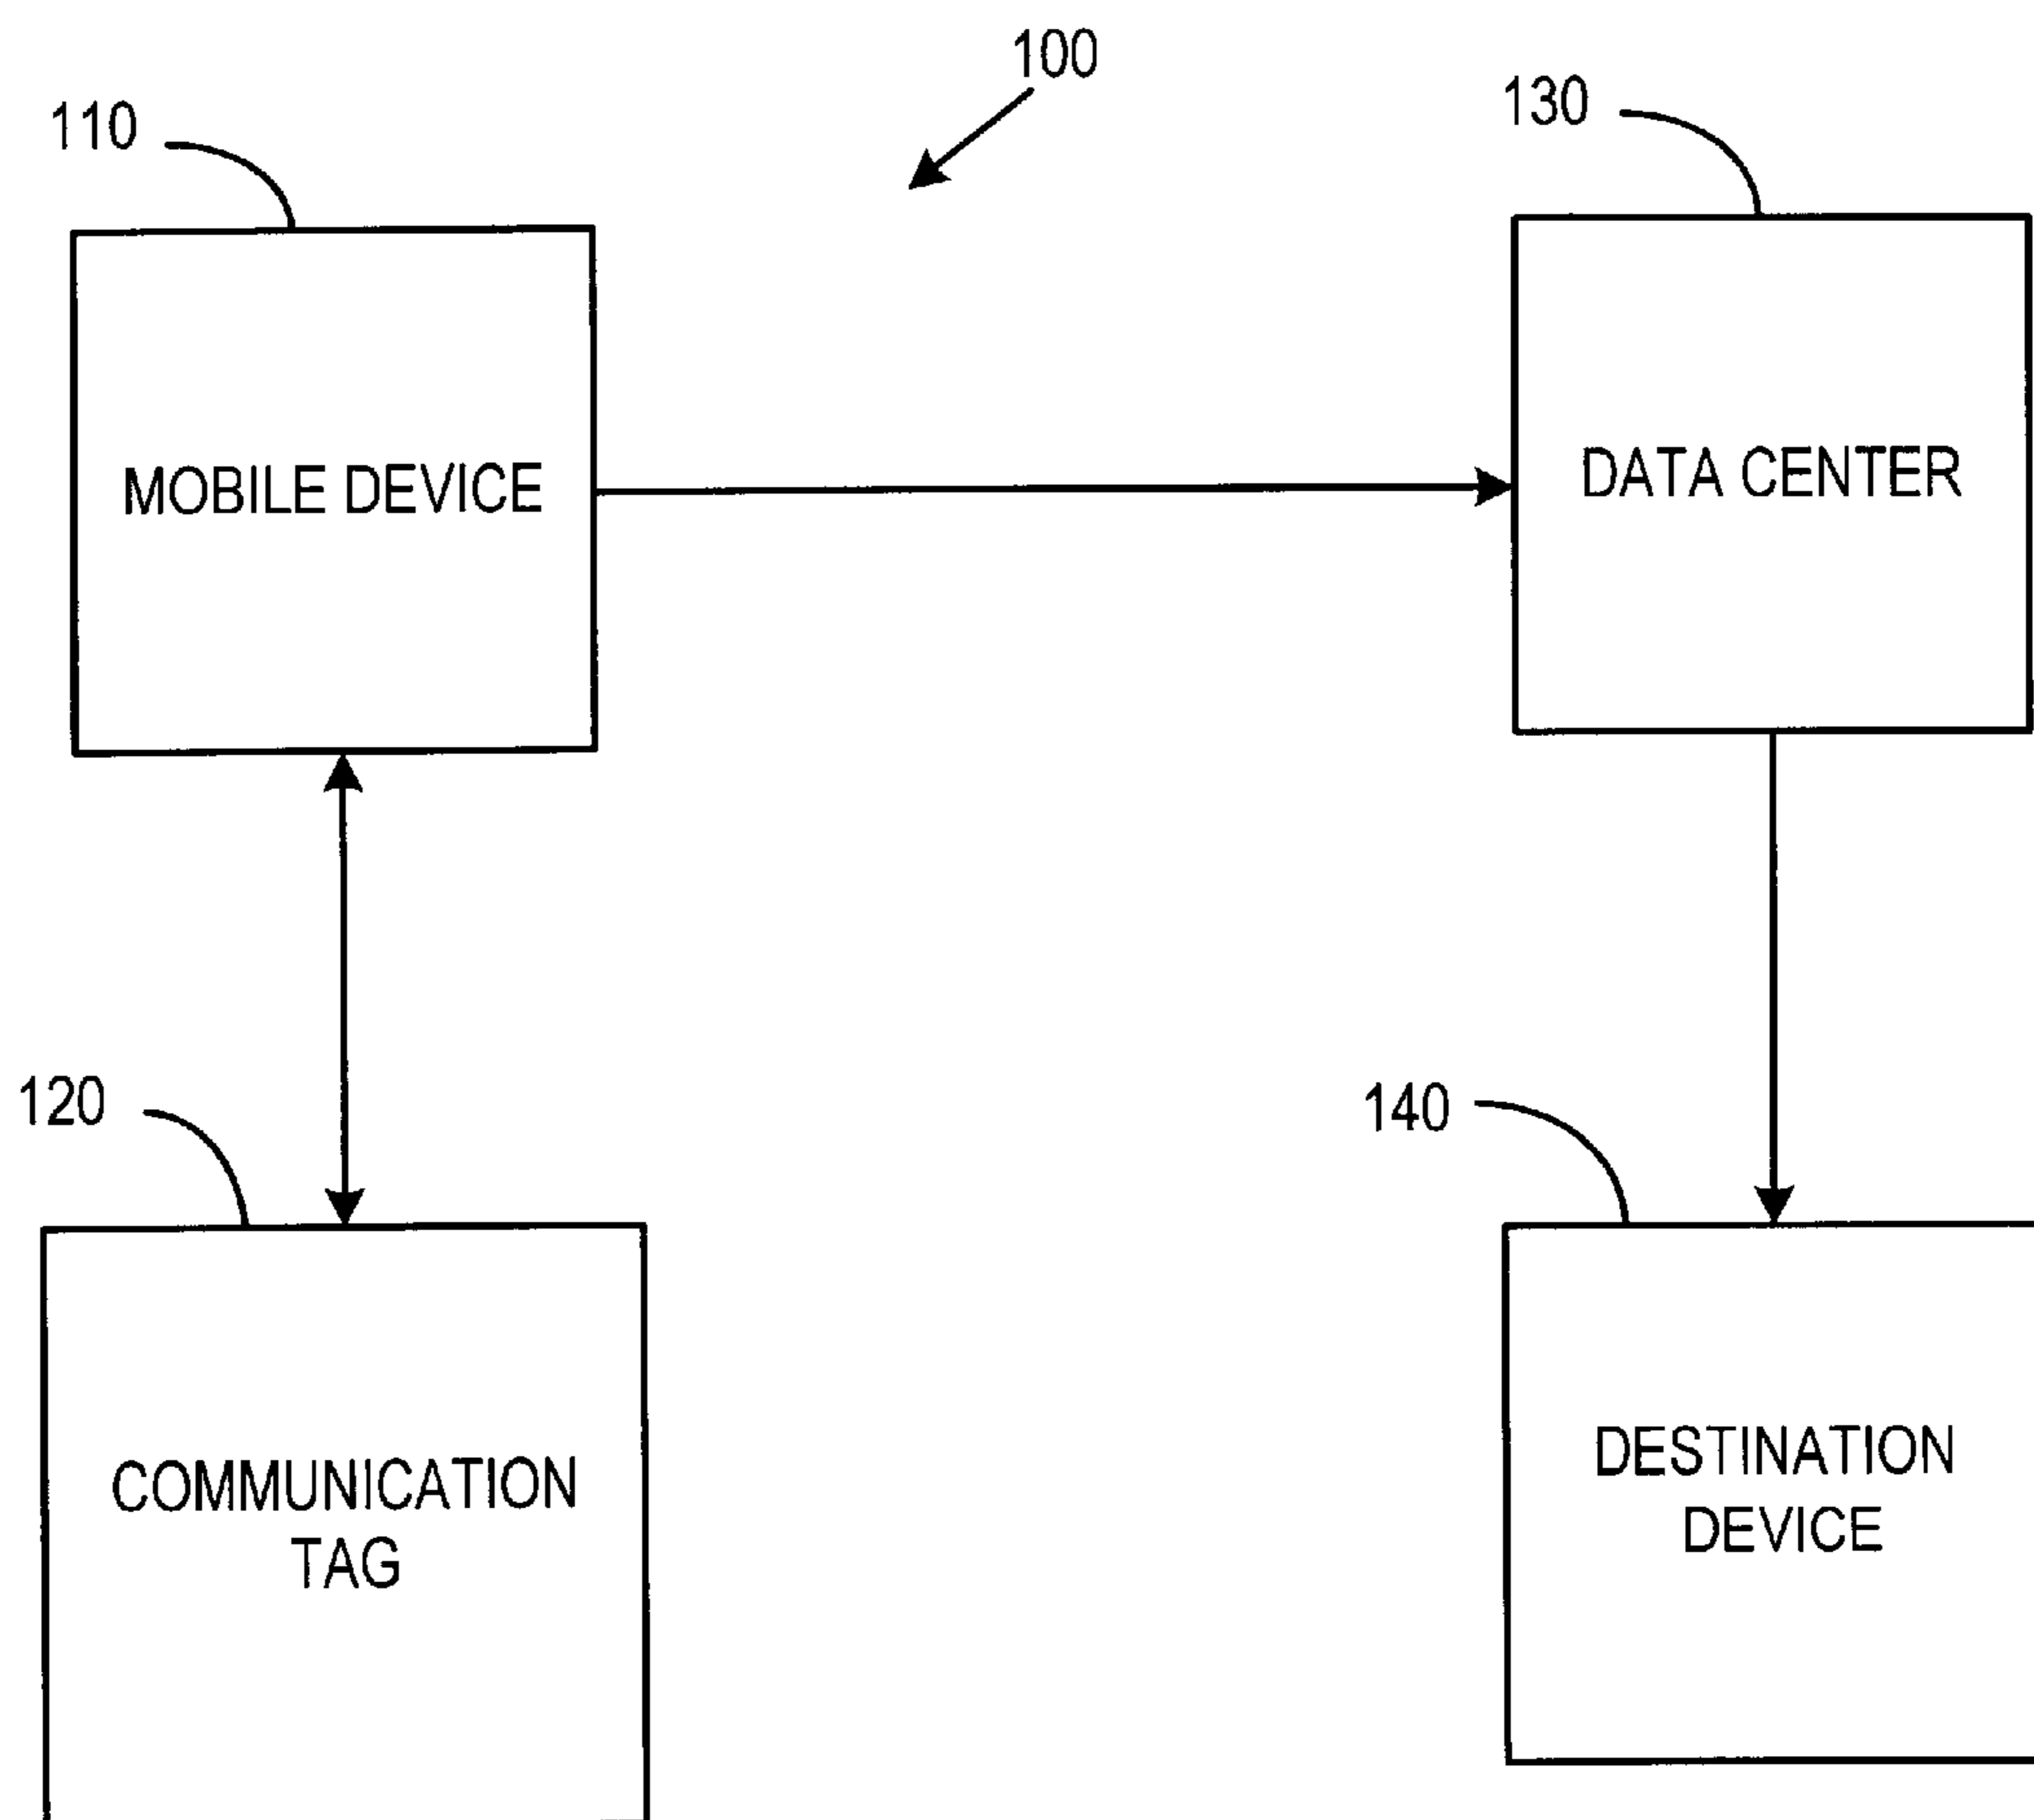 100
110
130
MOBILE DEVICE
DATA CENTER
120
140
COMMUNICATION
TAG
DESTINATION
DEVICE